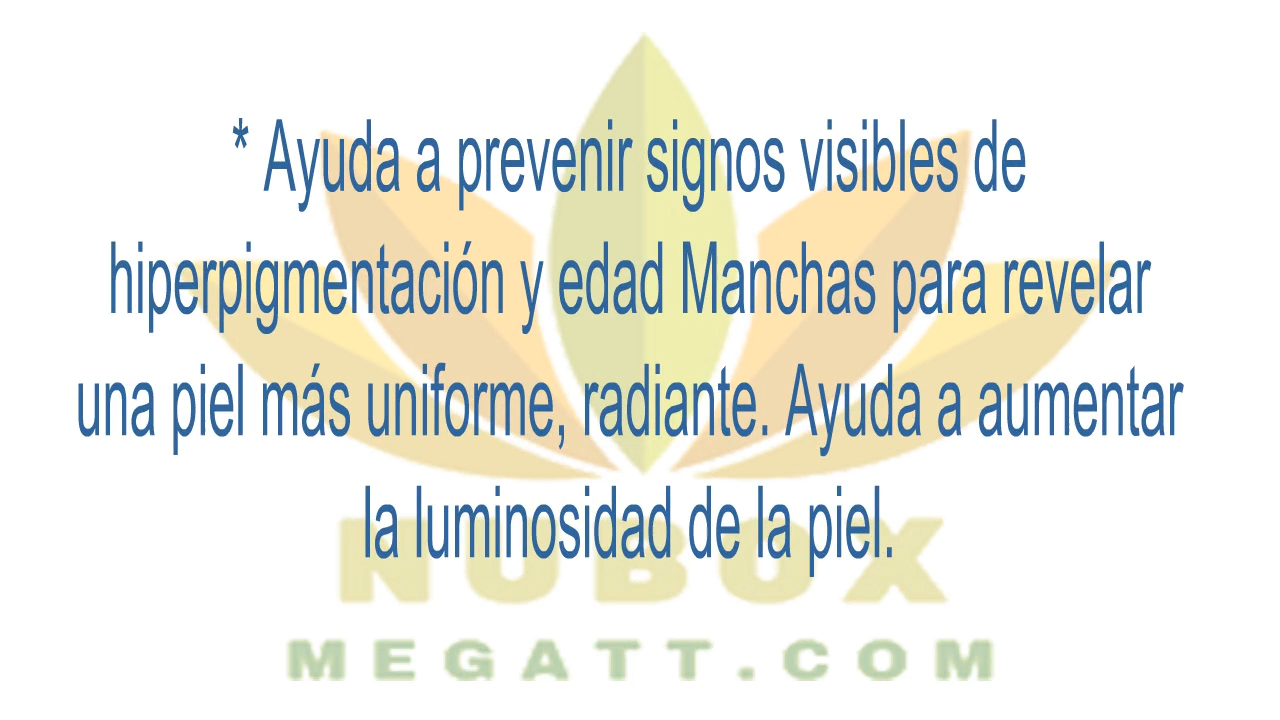 * Ayuda a prevenir signos visibles de
hiperpigmentación y edad Manchas para revelar
una piel más uniforme, radiante. Ayuda a aumentar
la luminosidad de la piel.
NUBOX
MEGATT.COM